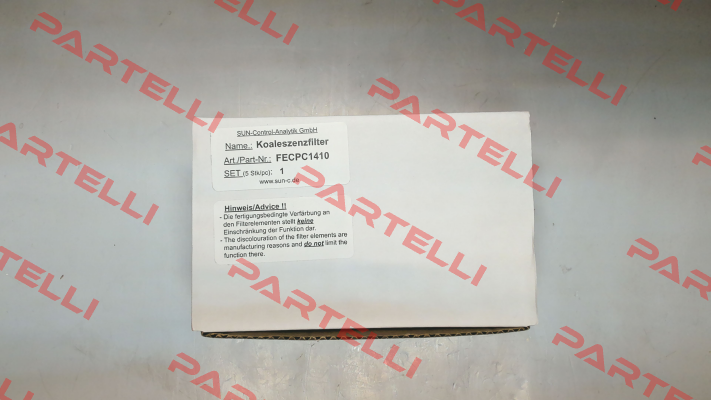 SUN-Control-Analytik GmbH
Name.: Koaleszenzfilter
Art./Part-Nr.: FECPC1410
SET (5 Stk/pc): 1
www.sun-c.de
Hinweis/Advice !!
- Die fertigungsbedingte Verfärbung an
den Filterelementen stellt keine
Einschränkung der Funktion dar.
- The discolouration of the filter elements are
manufacturing reasons and do not limit the
function there.
PARTELLI
PARTELLI
PARTELLI
PARTELLI
PARTELLI
PARTELLI
PARTELLI
PARTELLI
PARTELLI
PARTELLI
PARTELLI